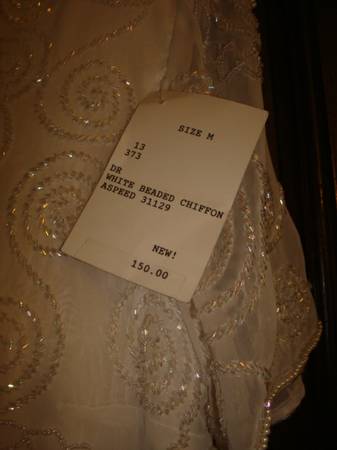 SIZE M
13
373
DR
WHITE BEADED CHIFFON
ASPEED 31129
NEW!
150.00